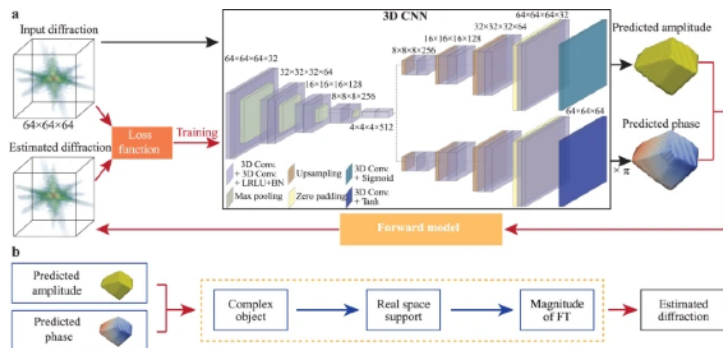 a
3D CNN
Input diffraction
64×64×64
Estimated diffraction
Loss
function
Training
64×64×64×32
32×32×32×64
16×16×16×128
8×8×8×256
4×4×4×512
8×8×8×256
16×16×16×128
32×32×32×64
64×64×64×32
64×64×64
3D Conv.
+ 3D Conv.
+ LRLU+BN
Max pooling
Upsampling
Zero padding
3D Conv.
+ Sigmoid
3D Conv.
+ Tanh
Predicted amplitude
Predicted phase
× π
Forward model
b
Predicted
amplitude
Predicted
phase
Complex
object
Real space
support
Magnitude
of FT
Estimated
diffraction